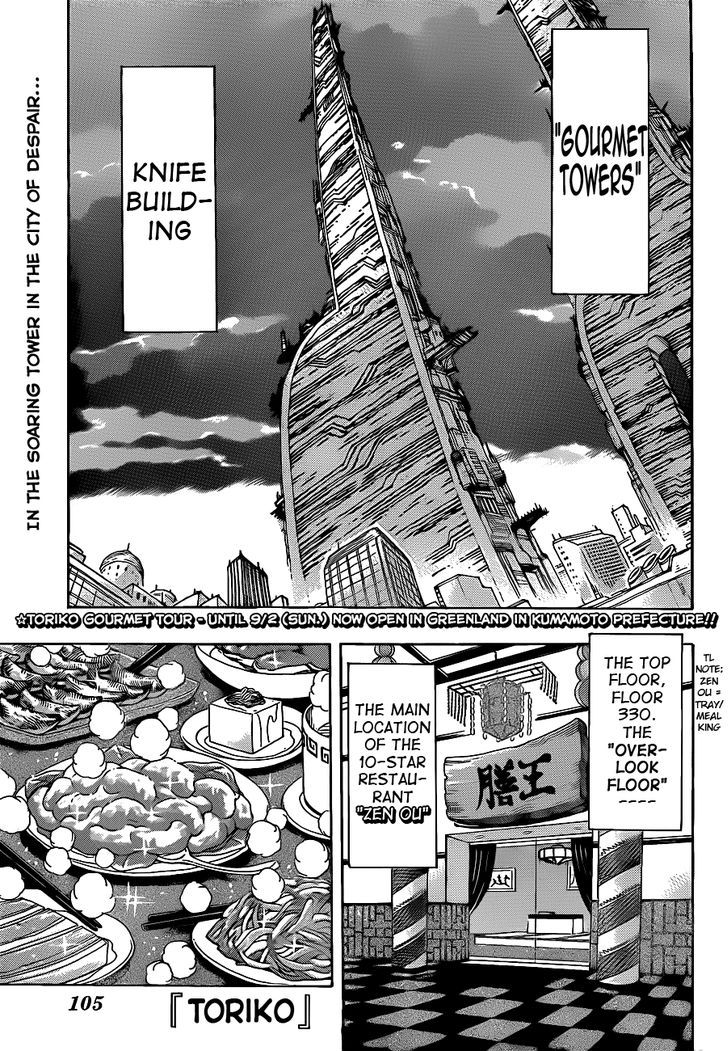 "GOURMET
TOWERS"
KNIFE
BUILD-
ING
IN THE SOARING TOWER IN THE CITY OF DESPAIR...
☆TORIKO GOURMET TOUR - UNTIL 9/2 (SUN.) NOW OPEN IN GREENLAND IN KUMAMOTO PREFECTURE!!
THE TOP
FLOOR,
FLOOR
330.
THE
"OVER-
LOOK
FLOOR"
----
TL
NOTE:
ZEN
OU =
TRAY/
MEAL
KING
THE MAIN
LOCATION
OF THE
10-STAR
RESTAU-
RANT
"ZEN OU"
膳王
105
『TORIKO』